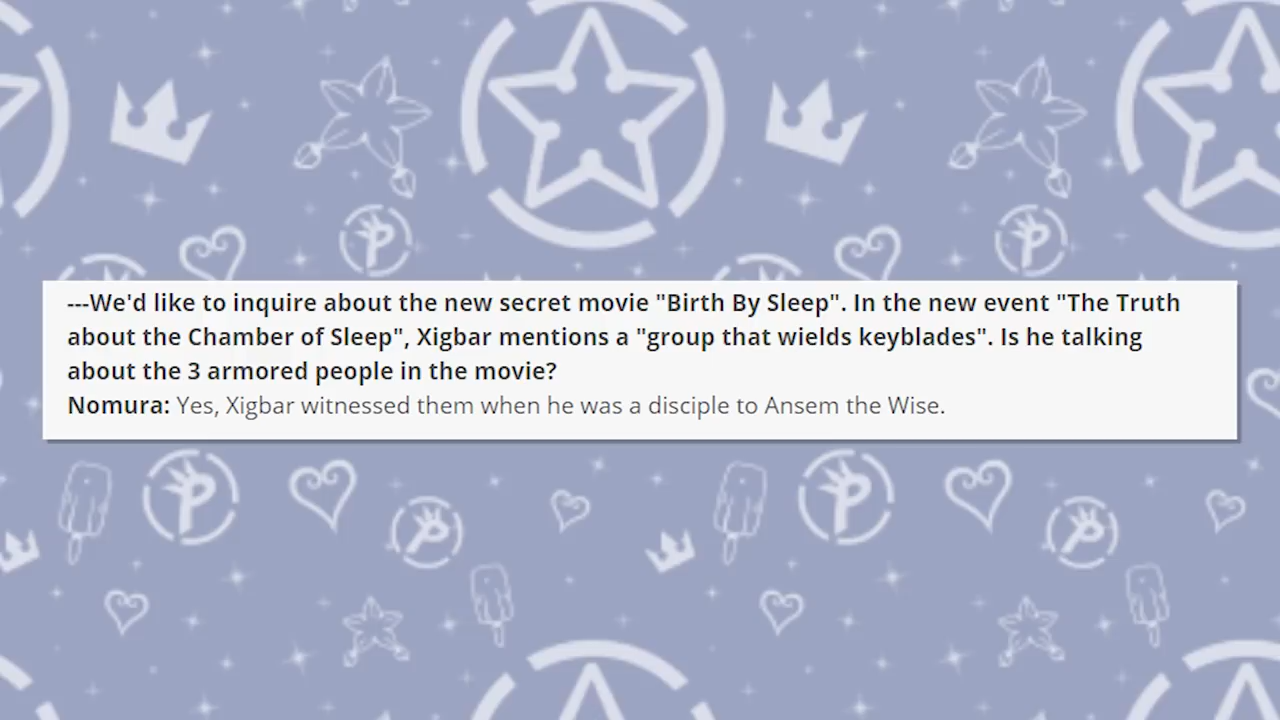 ---We'd like to inquire about the new secret movie "Birth By Sleep". In the new event "The Truth
about the Chamber of Sleep", Xigbar mentions a "group that wields keyblades". Is he talking
about the 3 armored people in the movie?
Nomura: Yes, Xigbar witnessed them when he was a disciple to Ansem the Wise.